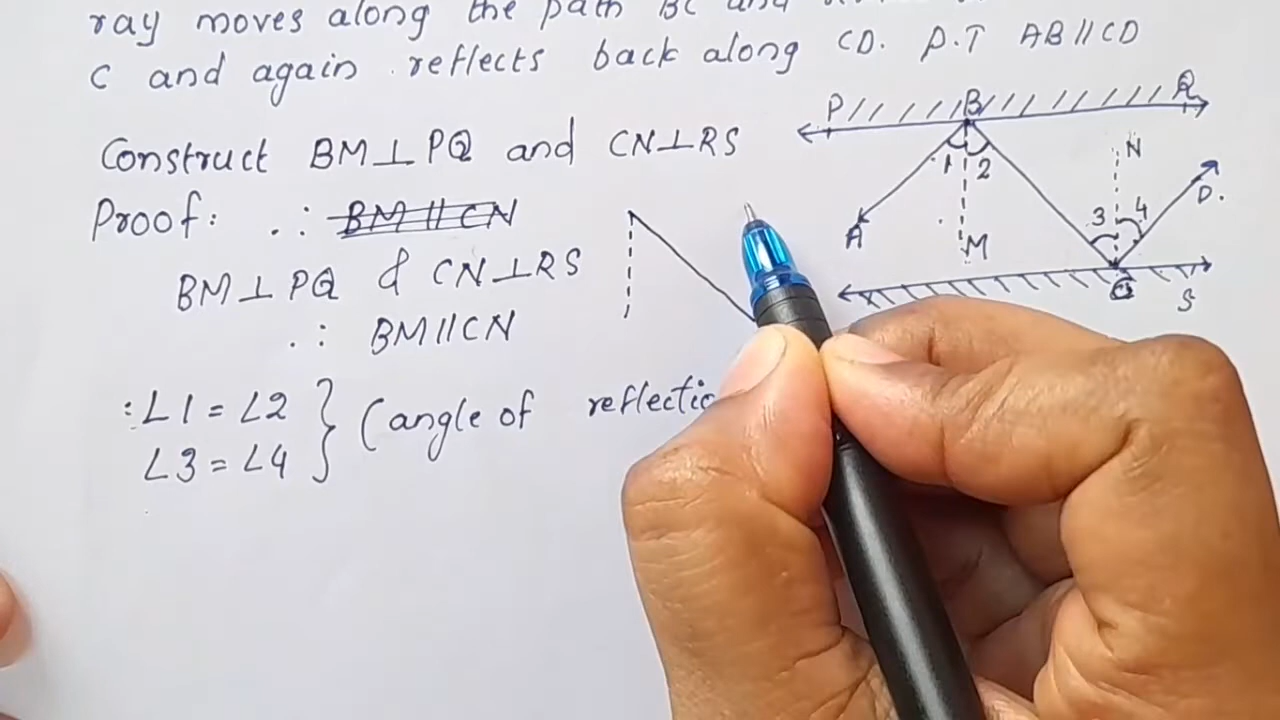 ray moves along the path BC and
C and again reflects back along CD. P.T AB//CD
Construct BM⊥PQ and CN⊥RS
Proof: ∴ BM//CN
BM⊥PQ & CN⊥RS
∴ BM//CN
∠1=∠2
∠3=∠4
(angle of reflectio
P
B
Q
1
2
N
A
M
3
4
D.
S